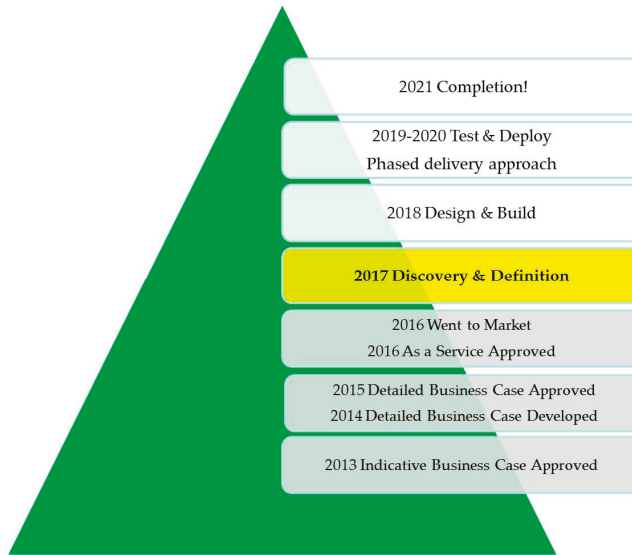 2021 Completion!
2019-2020 Test & Deploy
Phased delivery approach
2018 Design & Build
2017 Discovery & Definition
2016 Went to Market
2016 As a Service Approved
2015 Detailed Business Case Approved
2014 Detailed Business Case Developed
2013 Indicative Business Case Approved